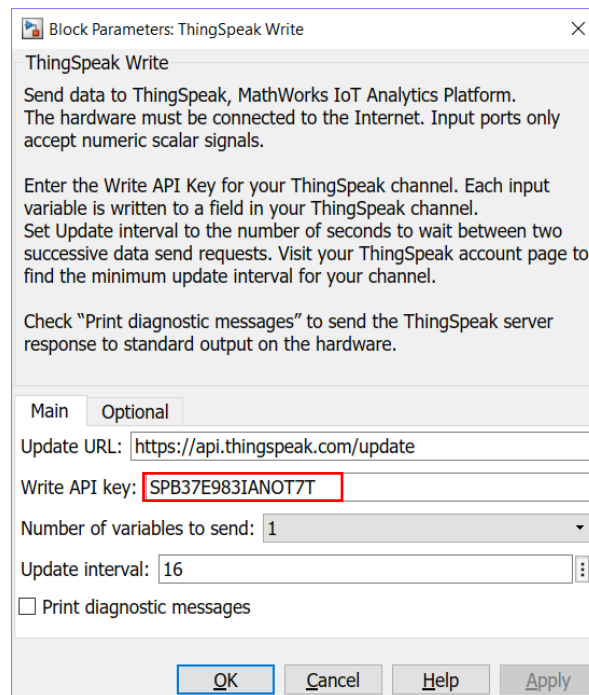 Block Parameters: ThingSpeak Write
ThingSpeak Write
Send data to ThingSpeak, MathWorks IoT Analytics Platform.
The hardware must be connected to the Internet. Input ports only
accept numeric scalar signals.
Enter the Write API Key for your ThingSpeak channel. Each input
variable is written to a field in your ThingSpeak channel.
Set Update interval to the number of seconds to wait between two
successive data send requests. Visit your ThingSpeak account page to
find the minimum update interval for your channel.
Check “Print diagnostic messages” to send the ThingSpeak server
response to standard output on the hardware.
Main Optional
Update URL: https://api.thingspeak.com/update
Write API key: SPB37E983IANOT7T
Number of variables to send: 1
Update interval: 16
Print diagnostic messages
OK Cancel Help Apply